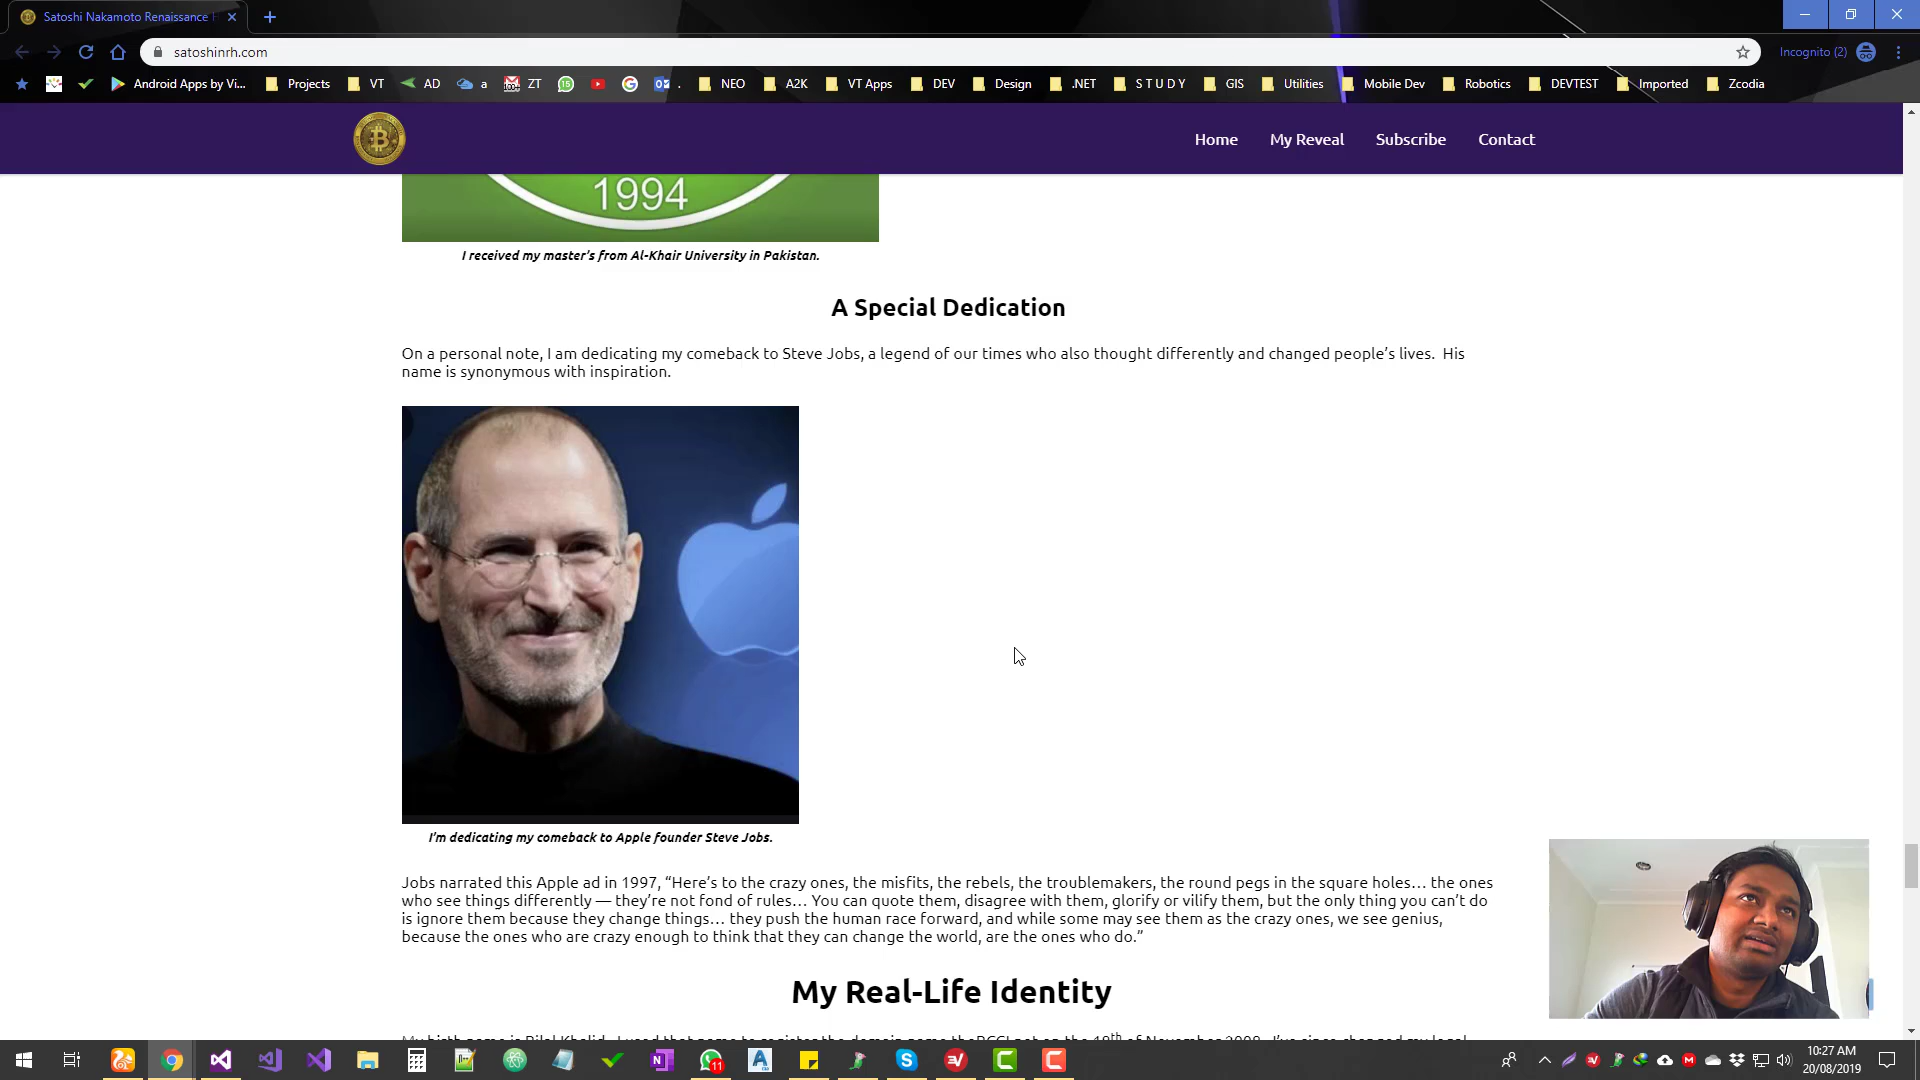 Satoshi Nakamoto Renaissance H
satoshinrh.com
Incognito (2)
Android Apps by Vi... Projects VT AD a ZT . NEO A2K VT Apps DEV Design .NET S T U D Y GIS Utilities Mobile Dev Robotics DEVTEST Imported Zcodia
Home My Reveal Subscribe Contact
1994
I received my master's from Al-Khair University in Pakistan.
A Special Dedication
On a personal note, I am dedicating my comeback to Steve Jobs, a legend of our times who also thought differently and changed people's lives.  His
name is synonymous with inspiration.
I'm dedicating my comeback to Apple founder Steve Jobs.
Jobs narrated this Apple ad in 1997, “Here's to the crazy ones, the misfits, the rebels, the troublemakers, the round pegs in the square holes… the ones
who see things differently — they're not fond of rules… You can quote them, disagree with them, glorify or vilify them, but the only thing you can't do
is ignore them because they change things… they push the human race forward, and while some may see them as the crazy ones, we see genius,
because the ones who are crazy enough to think that they can change the world, are the ones who do.”
My Real-Life Identity
10:27 AM
20/08/2019